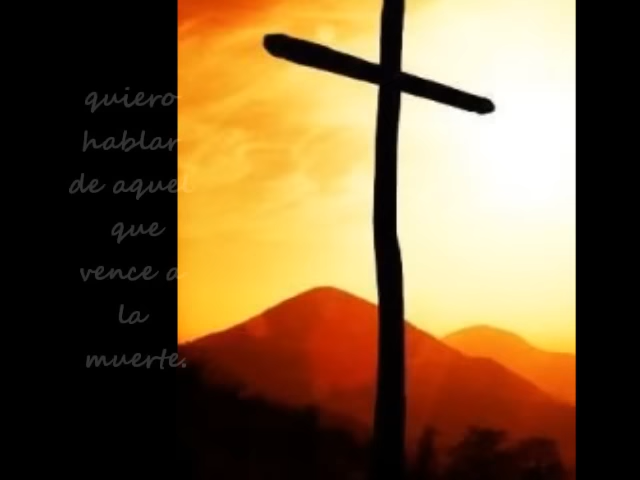 quiero
hablar
de aquel
que
vence a
la
muerte.